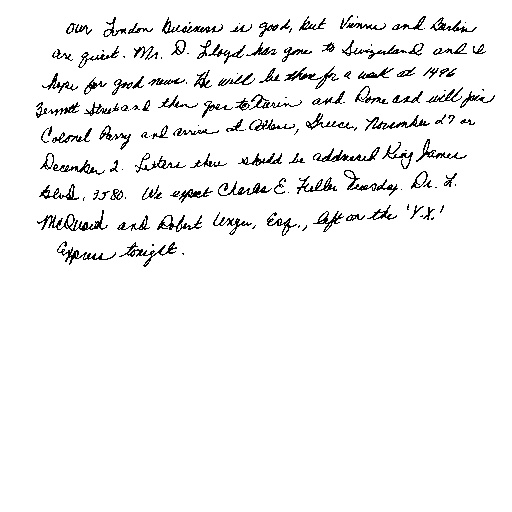 Our London Business is good, but Vienna and Berlin
are quiet. Mr. D. Lloyd has gone to Switzerland and I
hope for good news. He will be there for a week at 1496
Zermott Street and then goes to Turin and Rome and will join
Colonel Parry and arrive at Athens, Greece, November 27 or
December 2. Letters there should be addressed King James
Blvd. 3580. We expect Charles E. Fuller Tuesday. Dr. L.
McQuaid and Robert Unger, Esq., left on the 'Y.X.'
Express tonight.